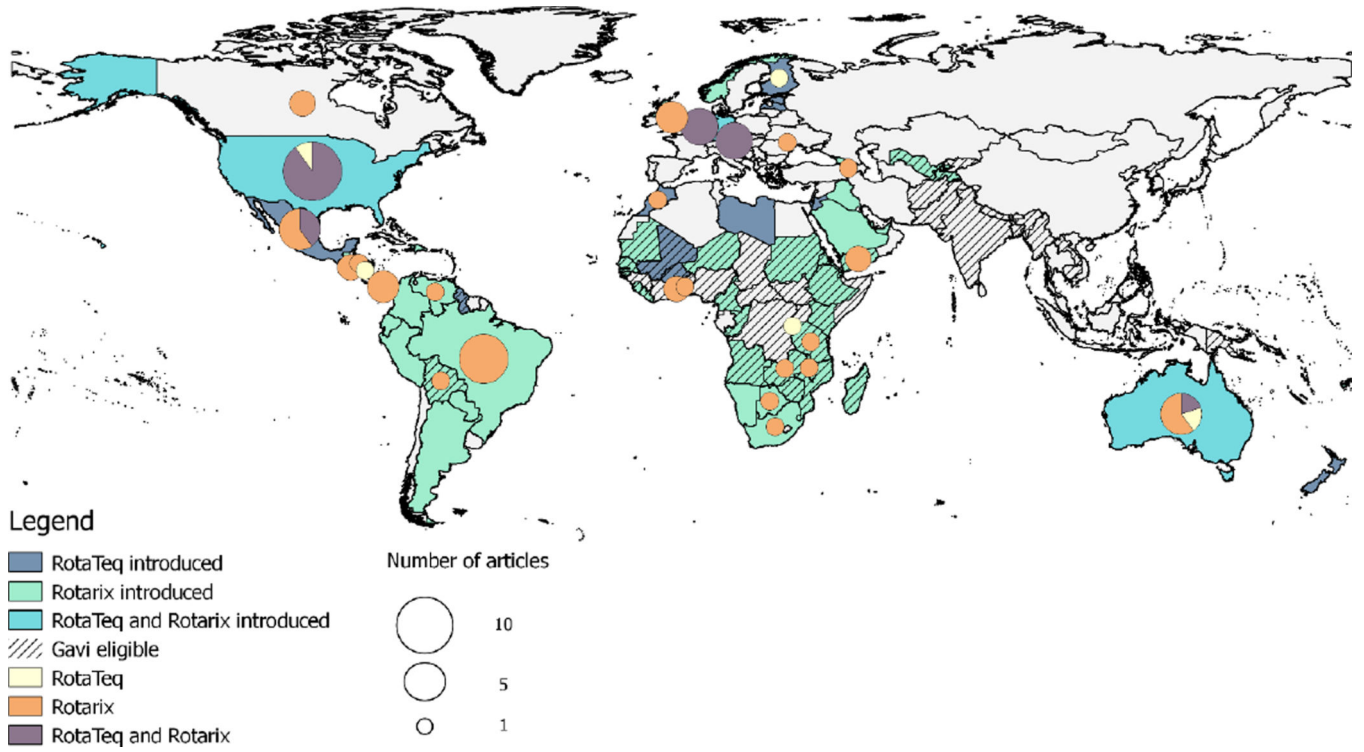 Legend
RotaTeq introduced
Rotarix introduced
RotaTeq and Rotarix introduced
Gavi eligible
RotaTeq
Rotarix
RotaTeq and Rotarix
Number of articles
10
5
1